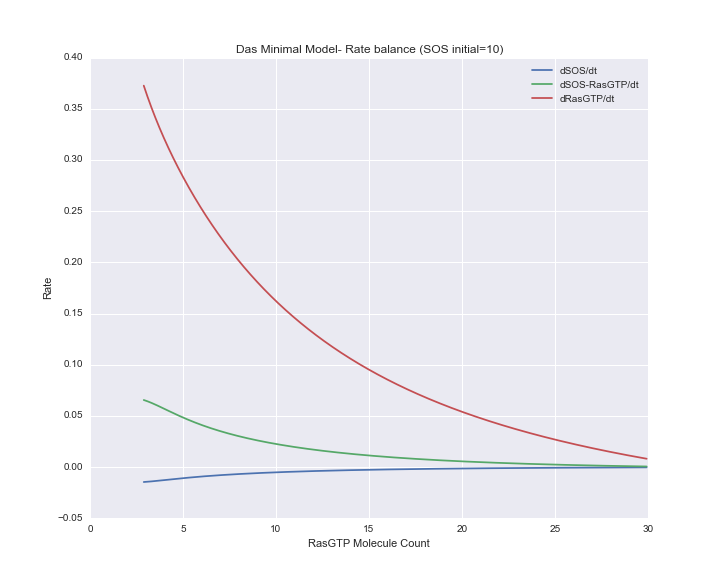 Das Minimal Model- Rate balance (SOS initial=10)
0.40
0.35
0.30
0.25
0.20
0.15
0.10
0.05
0.00
−0.05
Rate
dSOS/dt
dSOS-RasGTP/dt
dRasGTP/dt
0 5 10 15 20 25 30
RasGTP Molecule Count